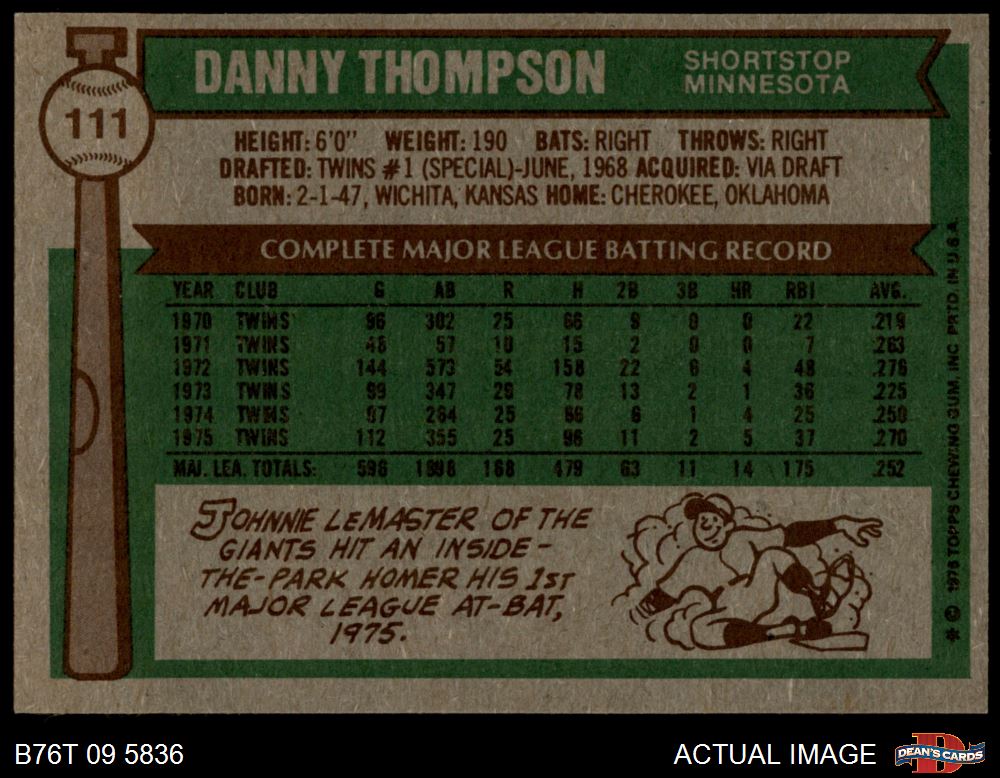 111
DANNY THOMPSON
SHORTSTOP
MINNESOTA
HEIGHT: 6'0" WEIGHT: 190 BATS: RIGHT THROWS: RIGHT
DRAFTED: TWINS #1 (SPECIAL)-JUNE, 1968 ACQUIRED: VIA DRAFT
BORN: 2-1-47, WICHITA, KANSAS HOME: CHEROKEE, OKLAHOMA
COMPLETE MAJOR LEAGUE BATTING RECORD
YEAR CLUB G AB R H 2B 3B HR RBI AVG.
1970 TWINS 96 302 25 66 9 0 0 22 .219
1971 TWINS 48 57 10 15 2 0 0 7 .263
1972 TWINS 144 573 54 158 22 6 4 48 .276
1973 TWINS 99 347 29 78 13 2 1 36 .225
1974 TWINS 97 264 25 66 6 1 4 25 .250
1975 TWINS 112 355 25 96 11 2 5 37 .270
MAJ. LEA. TOTALS: 596 1898 168 479 63 11 14 175 .252
JOHNNIE LEMASTER OF THE
GIANTS HIT AN INSIDE-
THE-PARK HOMER HIS 1ST
MAJOR LEAGUE AT-BAT,
1975.
* © 1976 TOPPS CHEWING GUM, INC. PRTD. IN U.S.A.
B76T 09 5836
ACTUAL IMAGE
DEAN'S CARDS